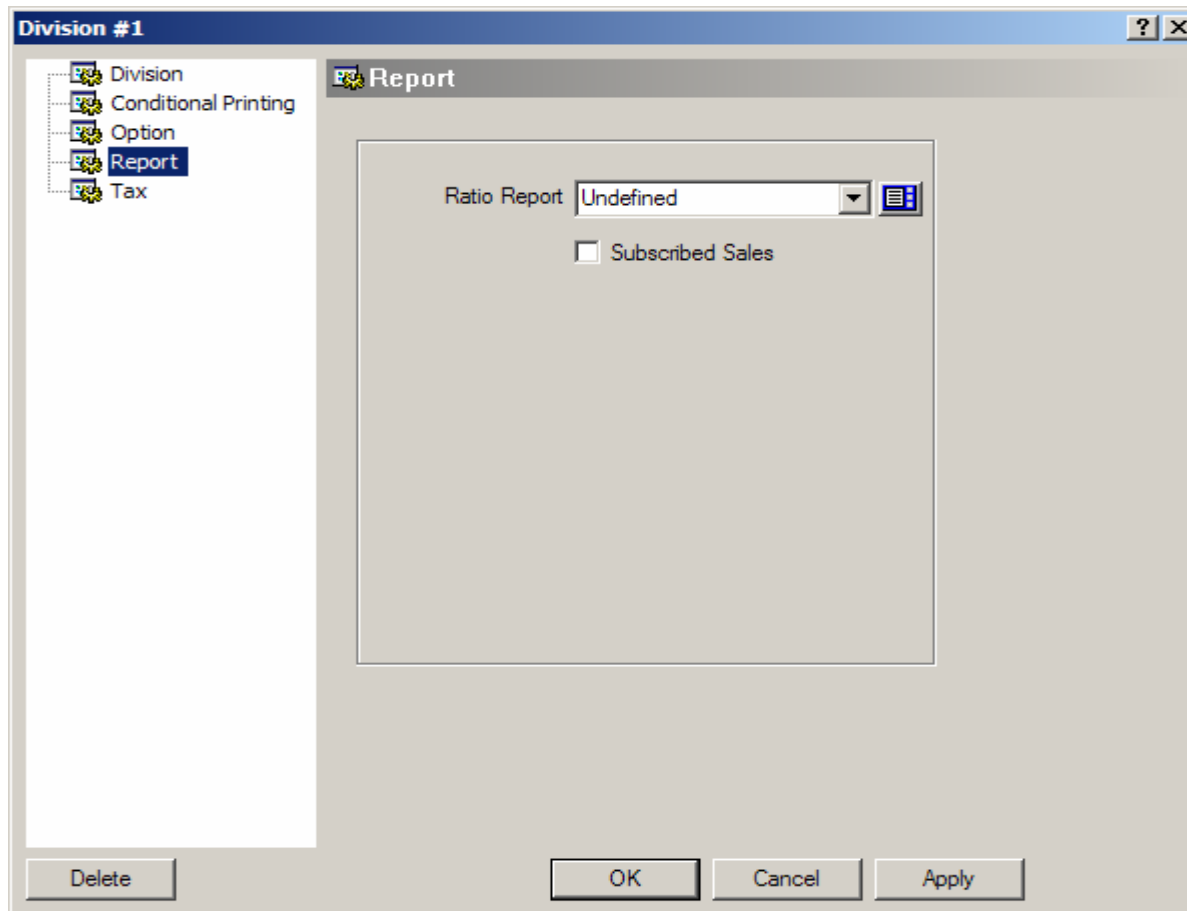 Division #1
Division
Conditional Printing
Option
Report
Tax
Report
Ratio Report Undefined
Subscribed Sales
Delete OK Cancel Apply